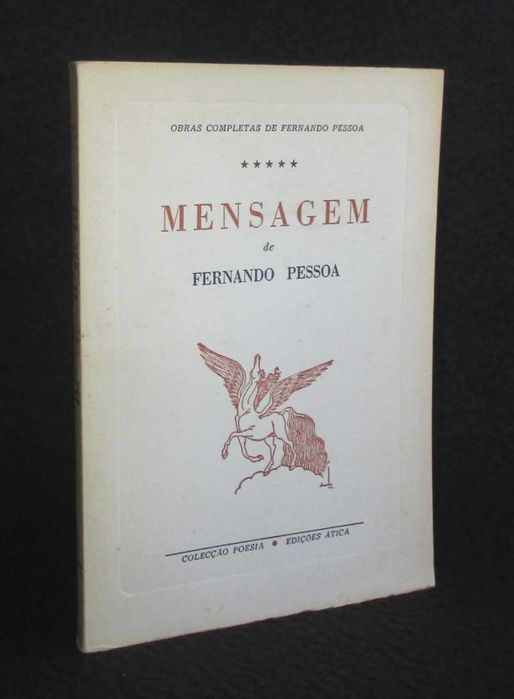 OBRAS COMPLETAS DE FERNANDO PESSOA
★★★★★
MENSAGEM
de
FERNANDO PESSOA
COLECÇÃO POESIA • EDIÇÕES ÁTICA